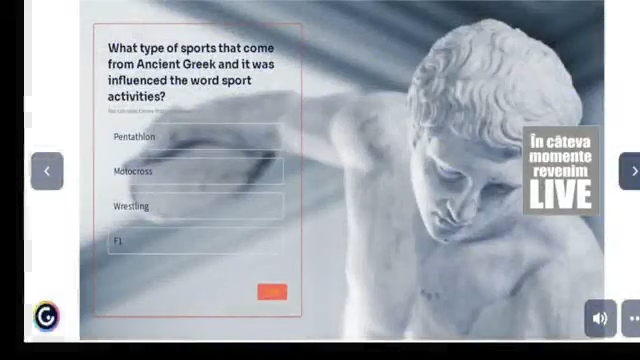 What type of sports that come
from Ancient Greek and it was
influenced the word sport
activities?
Pentathlon
Motocross
Wrestling
F1
În câteva
momente
revenim
LIVE